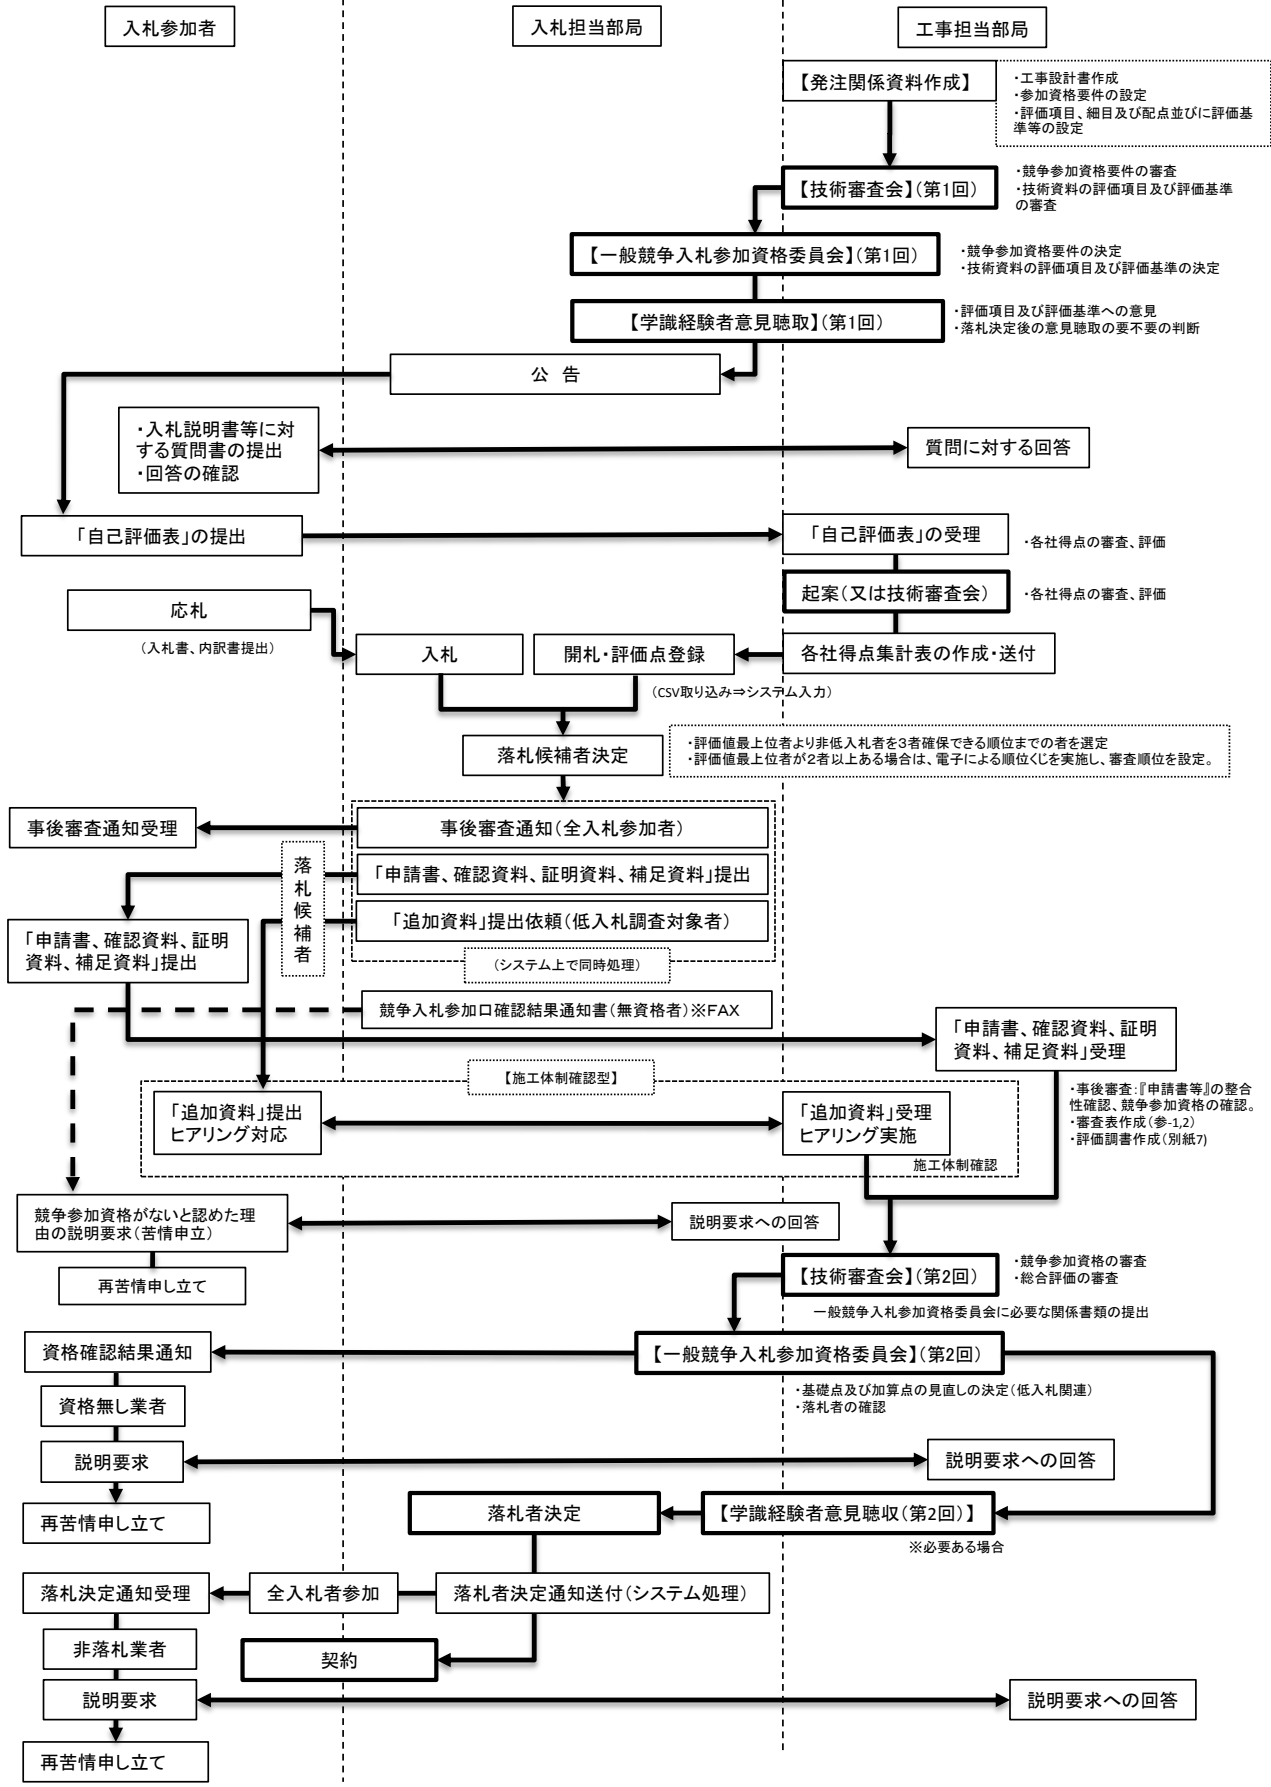 入札参加者
入札担当部局
工事担当部局
【発注関係資料作成】
・工事設計書作成
・参加資格要件の設定
・評価項目、細目及び配点並びに評価基
準等の設定
【技術審査会】(第1回)
・競争参加資格要件の審査
・技術資料の評価項目及び評価基準
の審査
【一般競争入札参加資格委員会】(第1回)
・競争参加資格要件の決定
・技術資料の評価項目及び評価基準の決定
【学識経験者意見聴取】(第1回)
・評価項目及び評価基準への意見
・落札決定後の意見聴取の要不要の判断
公 告
・入札説明書等に対
する質問書の提出
・回答の確認
質問に対する回答
「自己評価表」の提出
「自己評価表」の受理
・各社得点の審査、評価
起案(又は技術審査会)
・各社得点の審査、評価
応札
(入札書、内訳書提出)
入札
開札・評価点登録
各社得点集計表の作成・送付
(CSV取り込み⇒システム入力)
落札候補者決定
・評価値最上位者より非低入札者を3者確保できる順位までの者を選定
・評価値最上位者が2者以上ある場合は、電子による順位くじを実施し、審査順位を設定。
事後審査通知受理
事後審査通知(全入札参加者)
落札候補者
「申請書、確認資料、証明資料、補足資料」提出
「追加資料」提出依頼(低入札調査対象者)
「申請書、確認資料、証明
資料、補足資料」提出
(システム上で同時処理)
競争入札参加口確認結果通知書(無資格者)※FAX
「申請書、確認資料、証明
資料、補足資料」受理
【施工体制確認型】
「追加資料」提出
ヒアリング対応
「追加資料」受理
ヒアリング実施
施工体制確認
・事後審査:『申請書等』の整合
性確認、競争参加資格の確認。
・審査表作成(参-1,2)
・評価調書作成(別紙7)
競争参加資格がないと認めた理
由の説明要求(苦情申立)
説明要求への回答
再苦情申し立て
【技術審査会】(第2回)
・競争参加資格の審査
・総合評価の審査
一般競争入札参加資格委員会に必要な関係書類の提出
資格確認結果通知
【一般競争入札参加資格委員会】(第2回)
・基礎点及び加算点の見直しの決定(低入札関連)
・落札者の確認
資格無し業者
説明要求
説明要求への回答
再苦情申し立て
落札者決定
【学識経験者意見聴収(第2回)】
※必要ある場合
落札決定通知受理
全入札者参加
落札者決定通知送付(システム処理)
非落札業者
契約
説明要求
説明要求への回答
再苦情申し立て